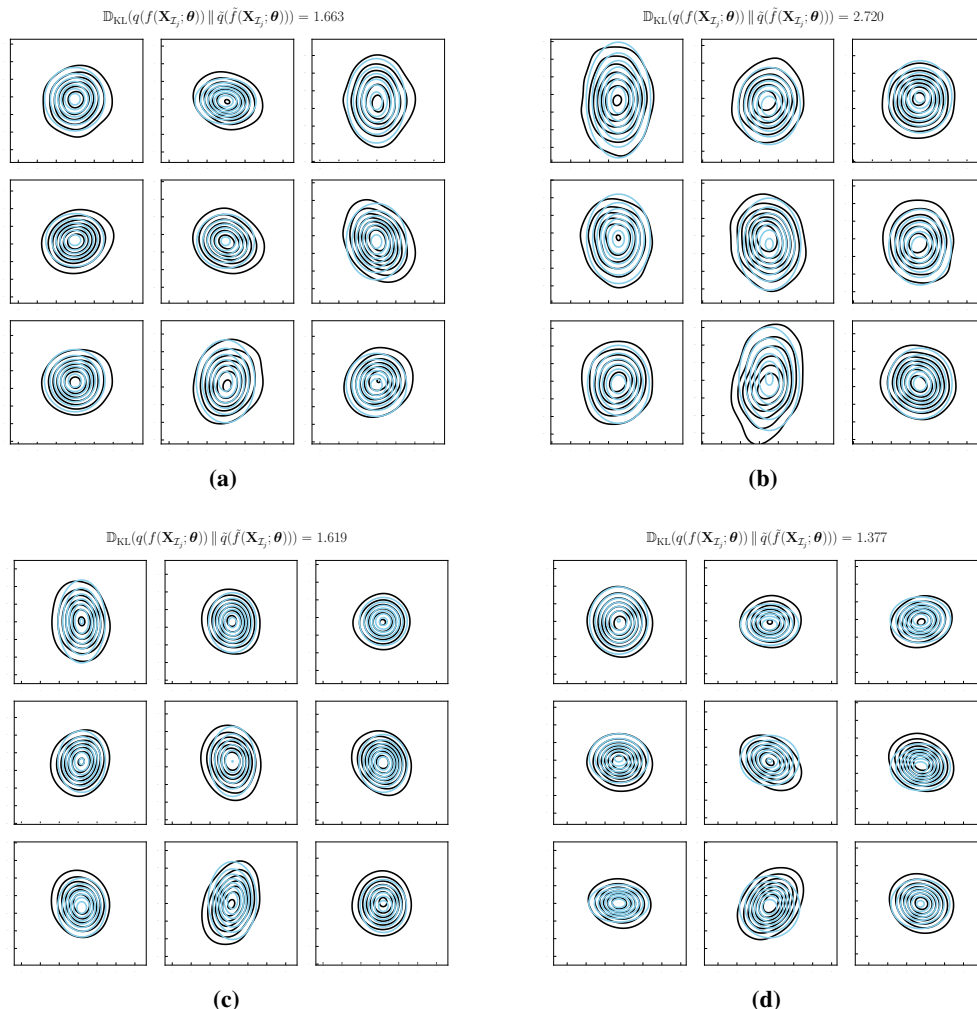 𝔻_KL(q(f(𝐗_{ℐ_j}; 𝜽)) ∥ q̃(f̃(𝐗_{ℐ_j}; 𝜽))) = 1.663
𝔻_KL(q(f(𝐗_{ℐ_j}; 𝜽)) ∥ q̃(f̃(𝐗_{ℐ_j}; 𝜽))) = 2.720
(a)
(b)
𝔻_KL(q(f(𝐗_{ℐ_j}; 𝜽)) ∥ q̃(f̃(𝐗_{ℐ_j}; 𝜽))) = 1.619
𝔻_KL(q(f(𝐗_{ℐ_j}; 𝜽)) ∥ q̃(f̃(𝐗_{ℐ_j}; 𝜽))) = 1.377
(c)
(d)